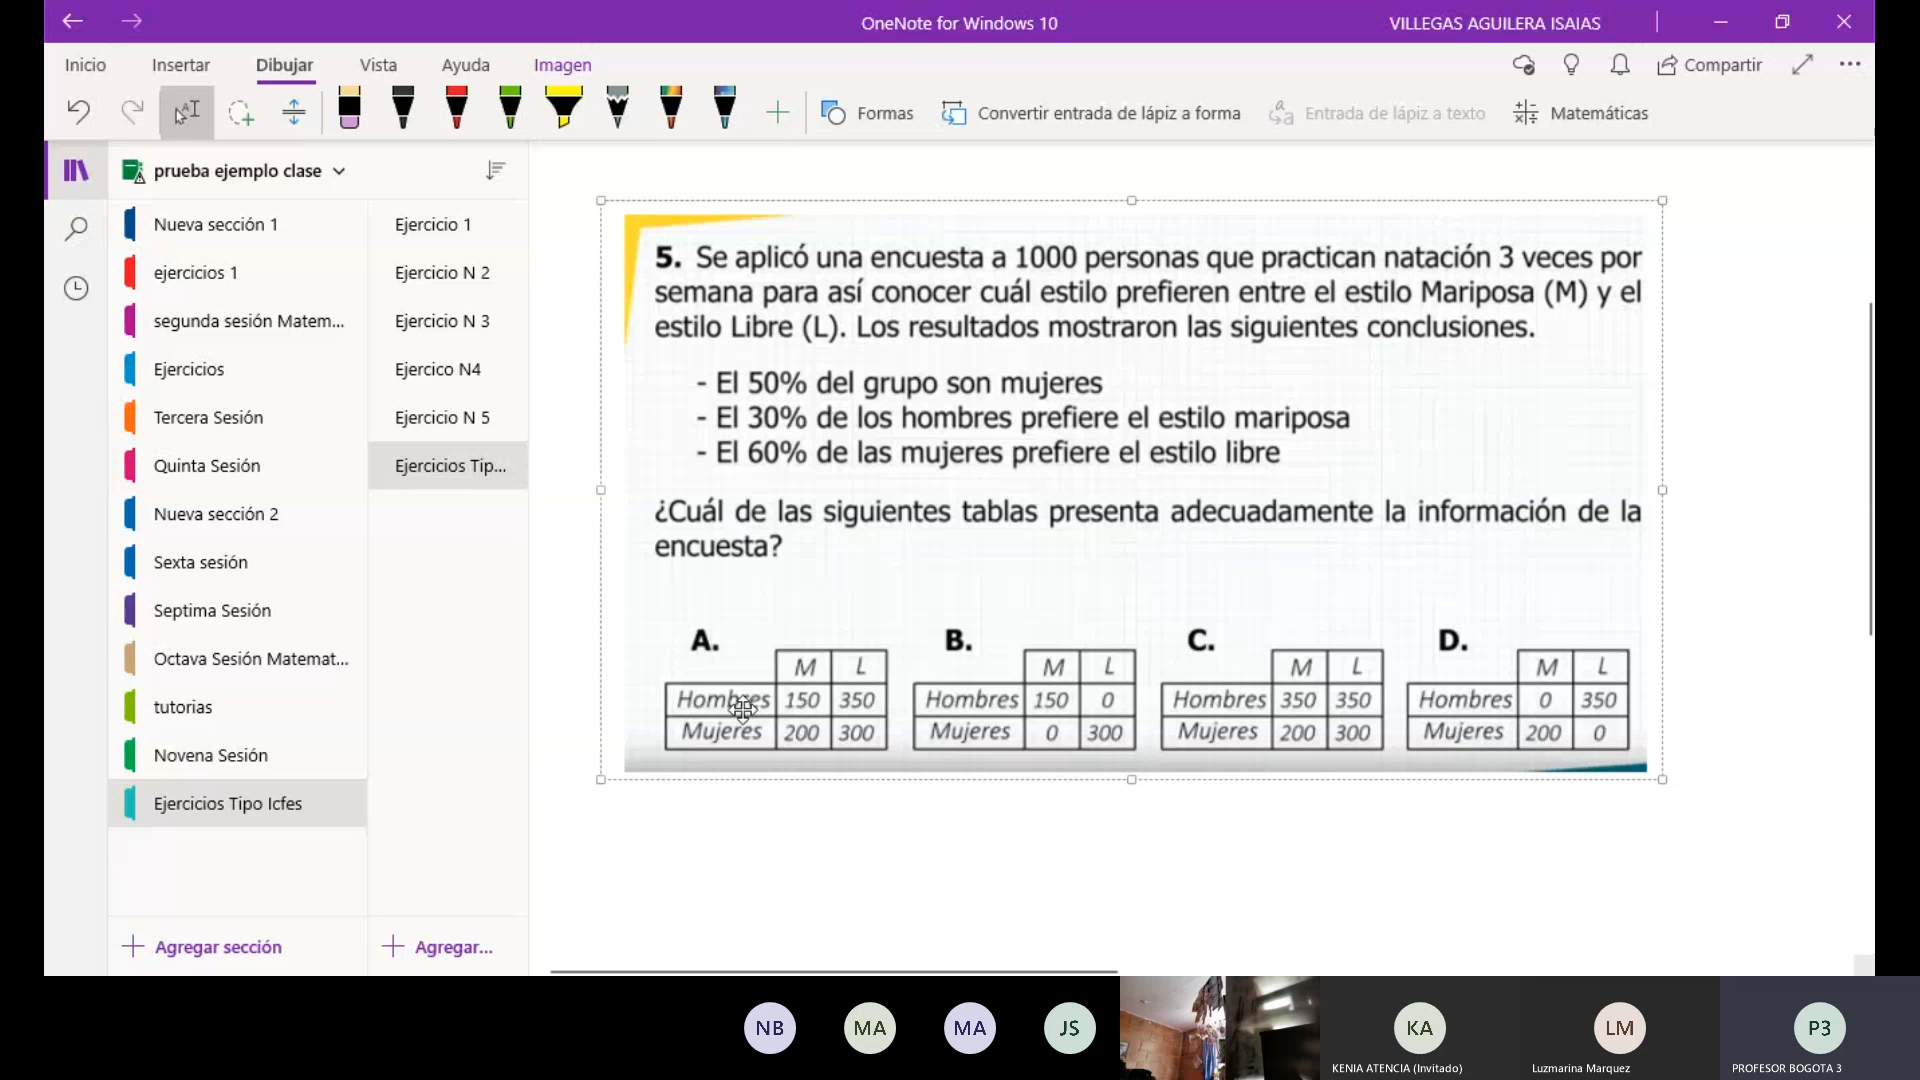 OneNote for Windows 10
VILLEGAS AGUILERA ISAIAS
Inicio
Insertar
Dibujar
Vista
Ayuda
Imagen
Compartir
Formas
Convertir entrada de lápiz a forma
Entrada de lápiz a texto
Matemáticas
prueba ejemplo clase
Nueva sección 1
ejercicios 1
segunda sesión Matem...
Ejercicios
Tercera Sesión
Quinta Sesión
Nueva sección 2
Sexta sesión
Septima Sesión
Octava Sesión Matemat...
tutorias
Novena Sesión
Ejercicios Tipo Icfes
Agregar sección
Ejercicio 1
Ejercicio N 2
Ejercicio N 3
Ejercico N4
Ejercicio N 5
Ejercicios Tip...
Agregar...
5. Se aplicó una encuesta a 1000 personas que practican natación 3 veces por
semana para así conocer cuál estilo prefieren entre el estilo Mariposa (M) y el
estilo Libre (L). Los resultados mostraron las siguientes conclusiones.
- El 50% del grupo son mujeres
- El 30% de los hombres prefiere el estilo mariposa
- El 60% de las mujeres prefiere el estilo libre
¿Cuál de las siguientes tablas presenta adecuadamente la información de la
encuesta?
A.
M L
Hombres 150 350
Mujeres 200 300
B.
M L
Hombres 150 0
Mujeres 0 300
C.
M L
Hombres 350 350
Mujeres 200 300
D.
M L
Hombres 0 350
Mujeres 200 0
NB
MA
MA
JS
KA
KENIA ATENCIA (Invitado)
LM
Luzmarina Marquez
P3
PROFESOR BOGOTA 3